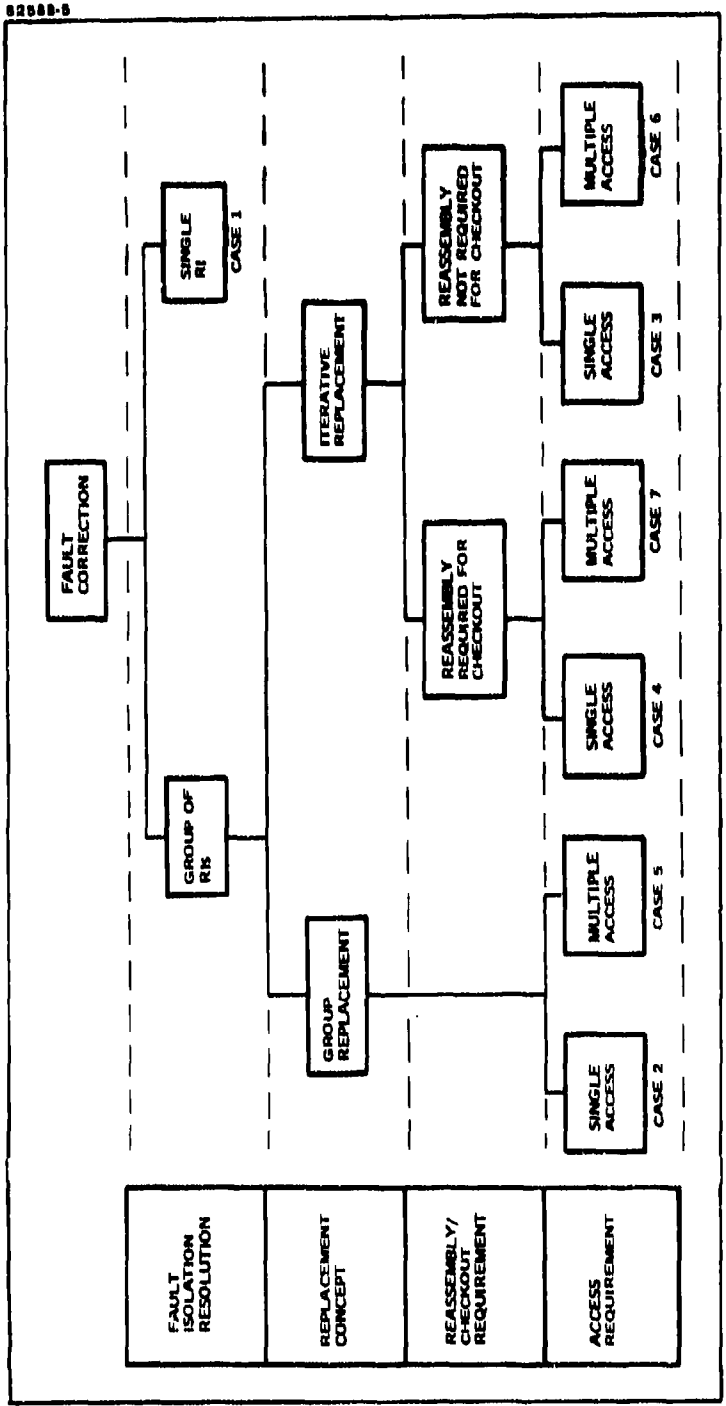 82588-5
FAULT
CORRECTION
FAULT
ISOLATION
RESOLUTION
GROUP OF
RIs
SINGLE
RI
CASE 1
REPLACEMENT
CONCEPT
GROUP
REPLACEMENT
ITERATIVE
REPLACEMENT
REASSEMBLY/
CHECKOUT
REQUIREMENT
REASSEMBLY
REQUIRED FOR
CHECKOUT
REASSEMBLY
NOT REQUIRED
FOR CHECKOUT
ACCESS
REQUIREMENT
SINGLE
ACCESS
CASE 2
MULTIPLE
ACCESS
CASE 5
SINGLE
ACCESS
CASE 4
MULTIPLE
ACCESS
CASE 7
SINGLE
ACCESS
CASE 3
MULTIPLE
ACCESS
CASE 6